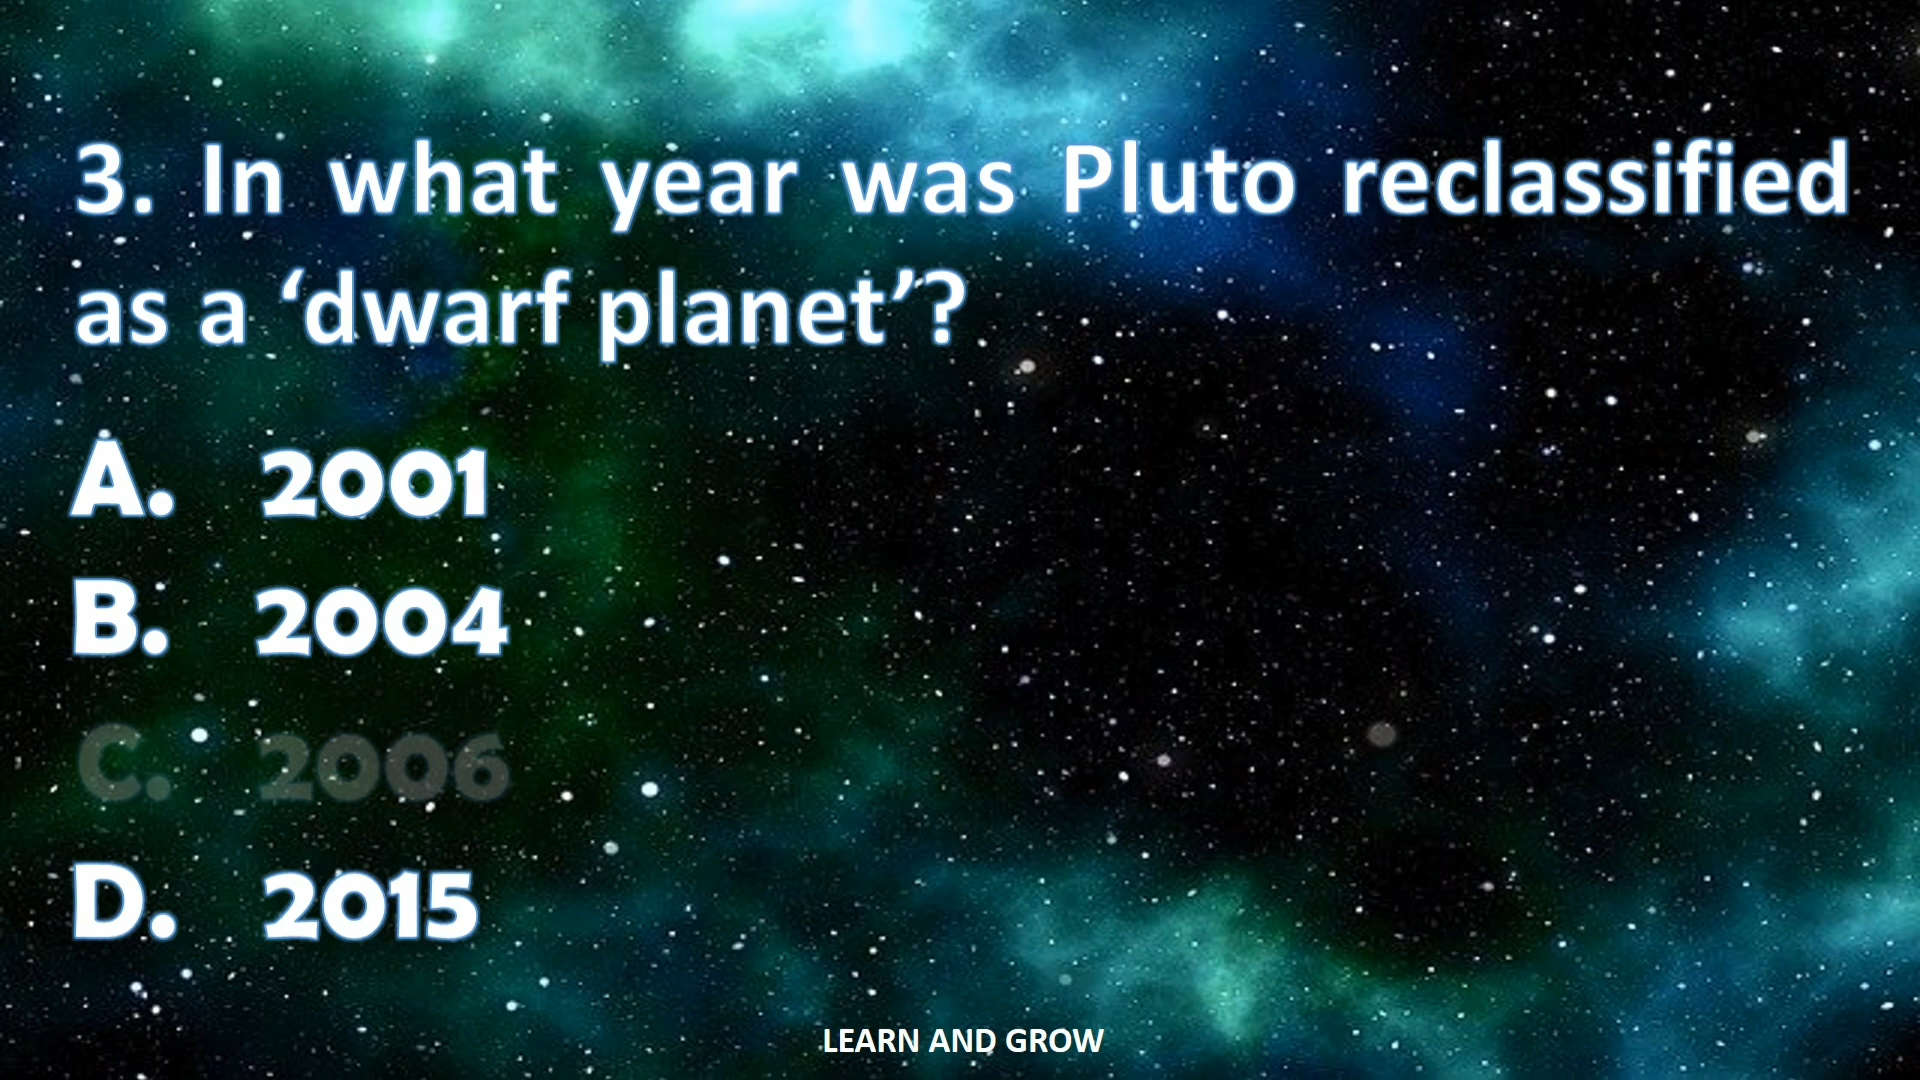 3. In what year was Pluto reclassified
as a ‘dwarf planet’?
A. 2001
B. 2004
C. 2006
D. 2015
LEARN AND GROW